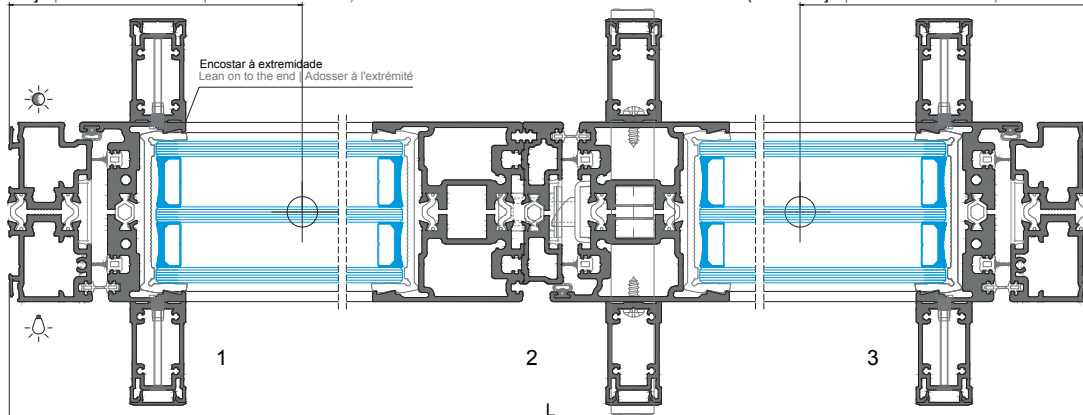 Encostar à extremidade
Lean on to the end | Adosser à l'extrémité
1
2
3
L